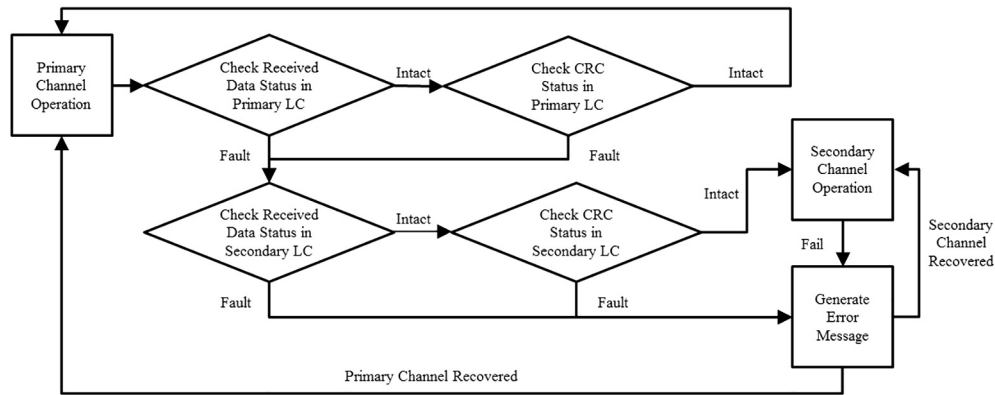 Primary
Channel
Operation
Check Received
Data Status in
Primary LC
Intact
Check CRC
Status in
Primary LC
Intact
Fault
Fault
Check Received
Data Status in
Secondary LC
Intact
Check CRC
Status in
Secondary LC
Intact
Secondary
Channel
Operation
Fail
Secondary
Channel
Recovered
Fault
Fault
Generate
Error
Message
Primary Channel Recovered